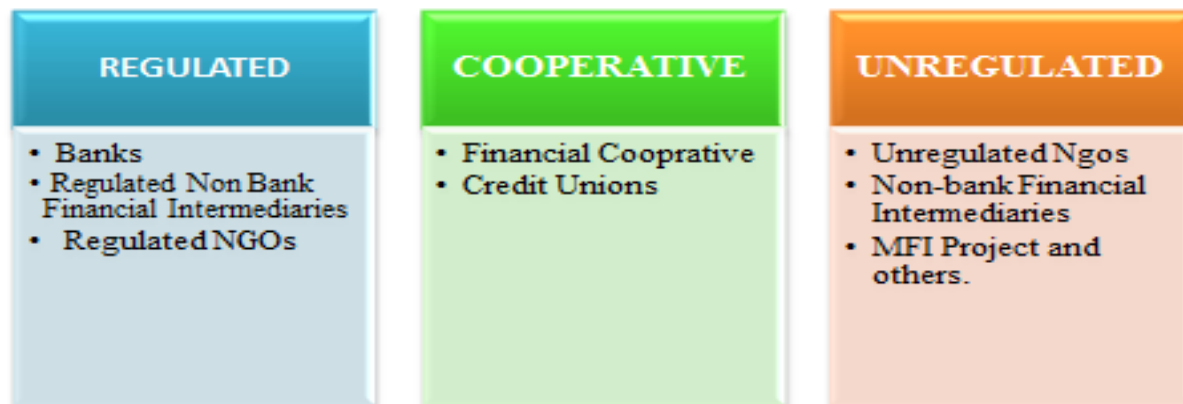 REGULATED
• Banks
• Regulated Non Bank
Financial Intermediaries
• Regulated NGOs
COOPERATIVE
• Financial Cooprative
• Credit Unions
UNREGULATED
• Unregulated Ngos
• Non-bank Financial
Intermediaries
• MFI Project and
others.